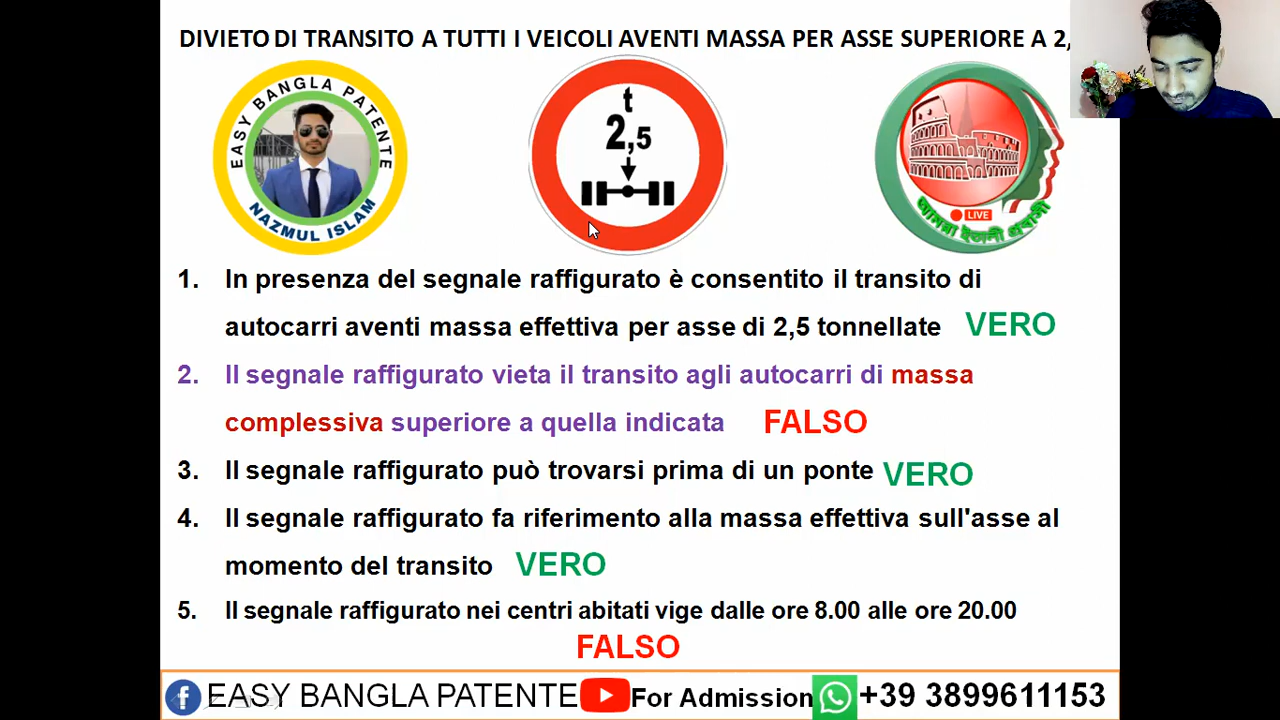 DIVIETO DI TRANSITO A TUTTI I VEICOLI AVENTI MASSA PER ASSE SUPERIORE A 2,
EASY BANGLA PATENTE
NAZMUL ISLAM
t
2,5
LIVE
আমরা ইতালী প্রবাসী
1. In presenza del segnale raffigurato è consentito il transito di
autocarri aventi massa effettiva per asse di 2,5 tonnellate VERO
2. Il segnale raffigurato vieta il transito agli autocarri di massa
complessiva superiore a quella indicata FALSO
3. Il segnale raffigurato può trovarsi prima di un ponte VERO
4. Il segnale raffigurato fa riferimento alla massa effettiva sull'asse al
momento del transito VERO
5. Il segnale raffigurato nei centri abitati vige dalle ore 8.00 alle ore 20.00
FALSO
EASY BANGLA PATENTE For Admission +39 3899611153